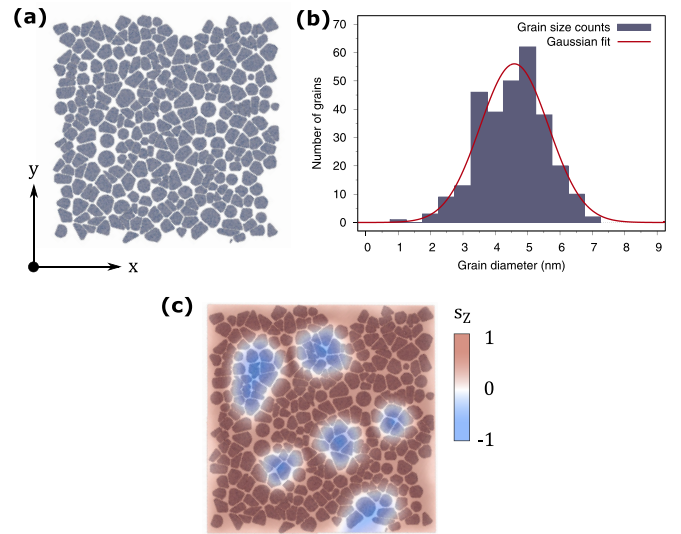 (a)
y
x
(b)
Grain size counts
Gaussian fit
Number of grains
70
60
50
40
30
20
10
0
0 1 2 3 4 5 6 7 8 9
Grain diameter (nm)
(c)
sZ
1
0
-1